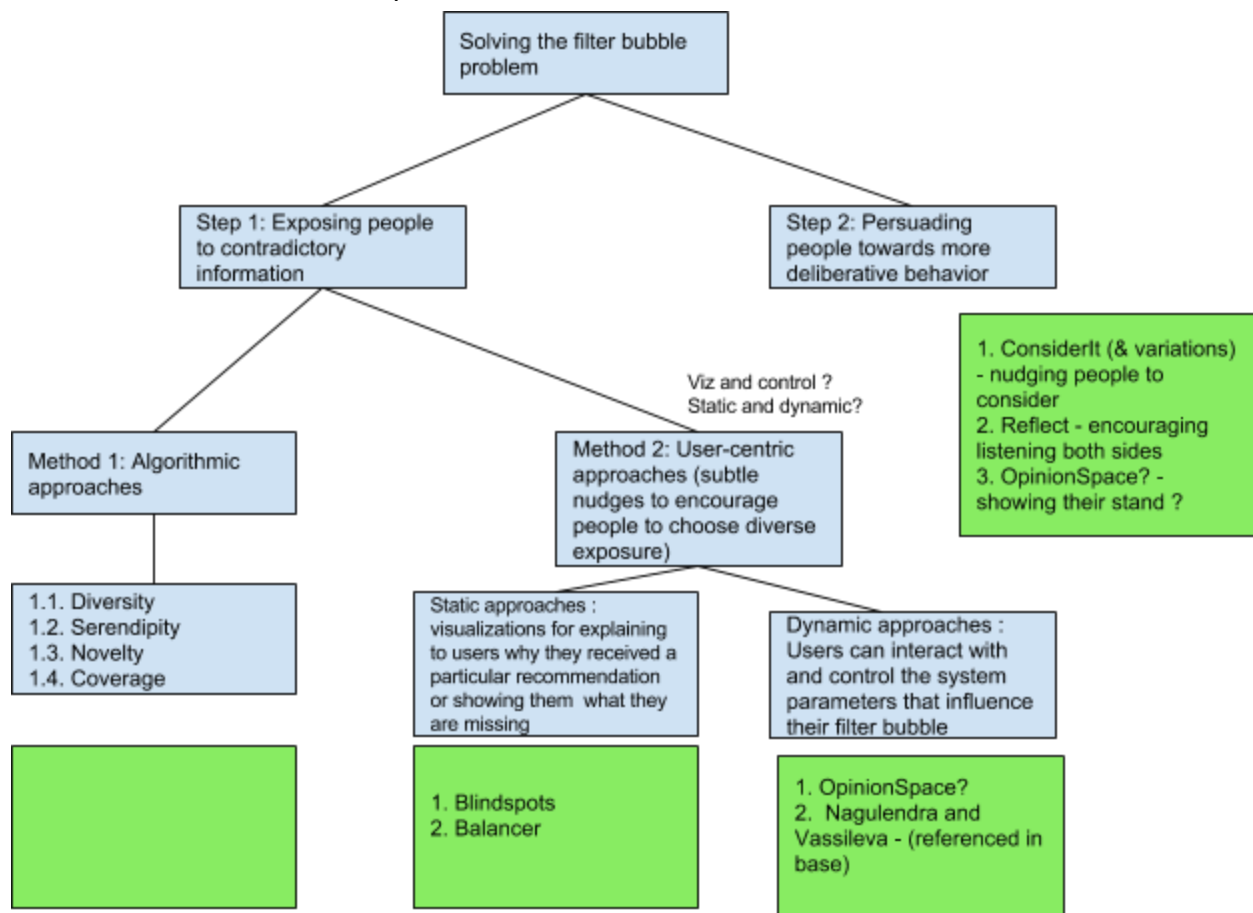 Solving the filter bubble
problem
Step 1: Exposing people
to contradictory
information
Step 2: Persuading
people towards more
deliberative behavior
1. ConsiderIt (& variations)
- nudging people to
consider
2. Reflect - encouraging
listening both sides
3. OpinionSpace? -
showing their stand ?
Viz and control ?
Static and dynamic?
Method 1: Algorithmic
approaches
Method 2: User-centric
approaches (subtle
nudges to encourage
people to choose diverse
exposure)
1.1. Diversity
1.2. Serendipity
1.3. Novelty
1.4. Coverage
Static approaches :
visualizations for explaining
to users why they received a
particular recommendation
or showing them what they
are missing
Dynamic approaches :
Users can interact with
and control the system
parameters that influence
their filter bubble
1. Blindspots
2. Balancer
1. OpinionSpace?
2. Nagulendra and
Vassileva - (referenced in
base)